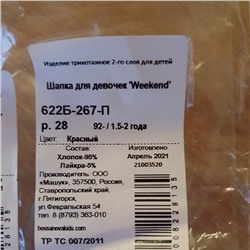 Изделие трикотажное 2-го слоя для детей
Шапка для девочек "Weekend"
622Б-267-П
р. 28 92- / 1.5-2 года
Цвет: Красный
Состав: Изготовлено
Хлопок-95% Апрель 2021
Лайкра-5% 21003520
Производитель: ООО
«Машук», 357500, Россия,
Ставропольский край,
г.Пятигорск,
ул.Февральская 54
тел. 8 (8793) 363-010
bossanovakids.com
ТР ТС 007/2011